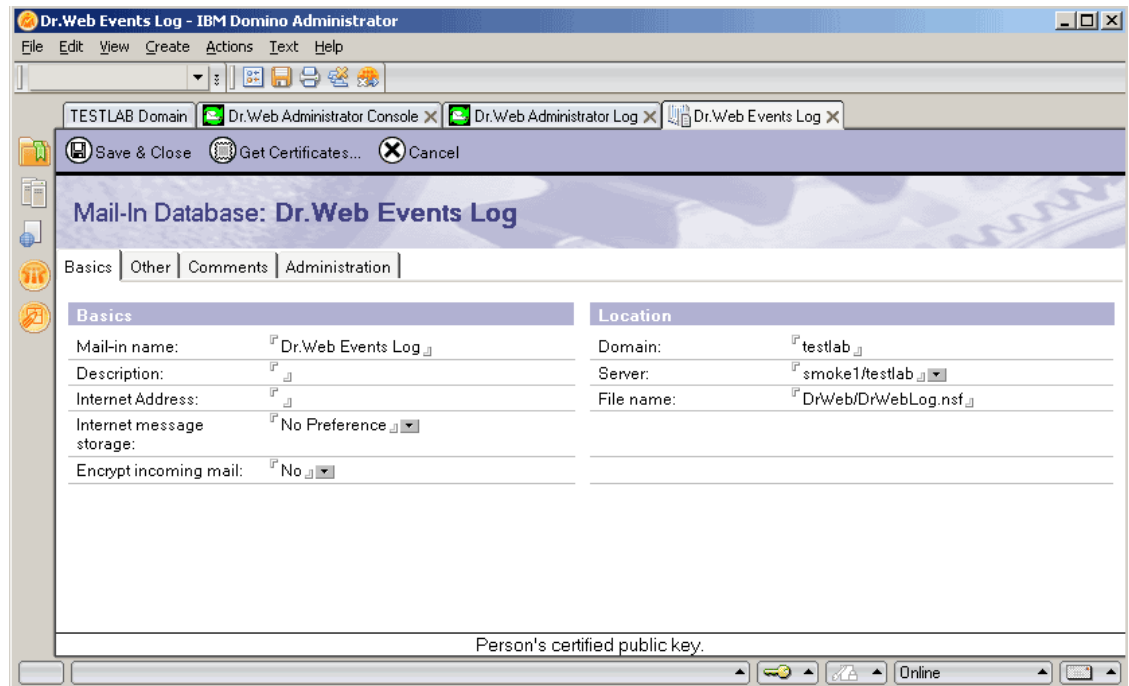 Dr.Web Events Log - IBM Domino Administrator
File Edit View Create Actions Text Help
TESTLAB Domain Dr.Web Administrator Console Dr.Web Administrator Log Dr.Web Events Log
Save & Close Get Certificates... Cancel
Mail-In Database: Dr.Web Events Log
Basics Other Comments Administration
Basics Location
Mail-in name: Dr.Web Events Log Domain: testlab
Description: Server: smoke1/testlab
Internet Address: File name: DrWeb/DrWebLog.nsf
Internet message No Preference
storage:
Encrypt incoming mail: No
Person's certified public key.
Online